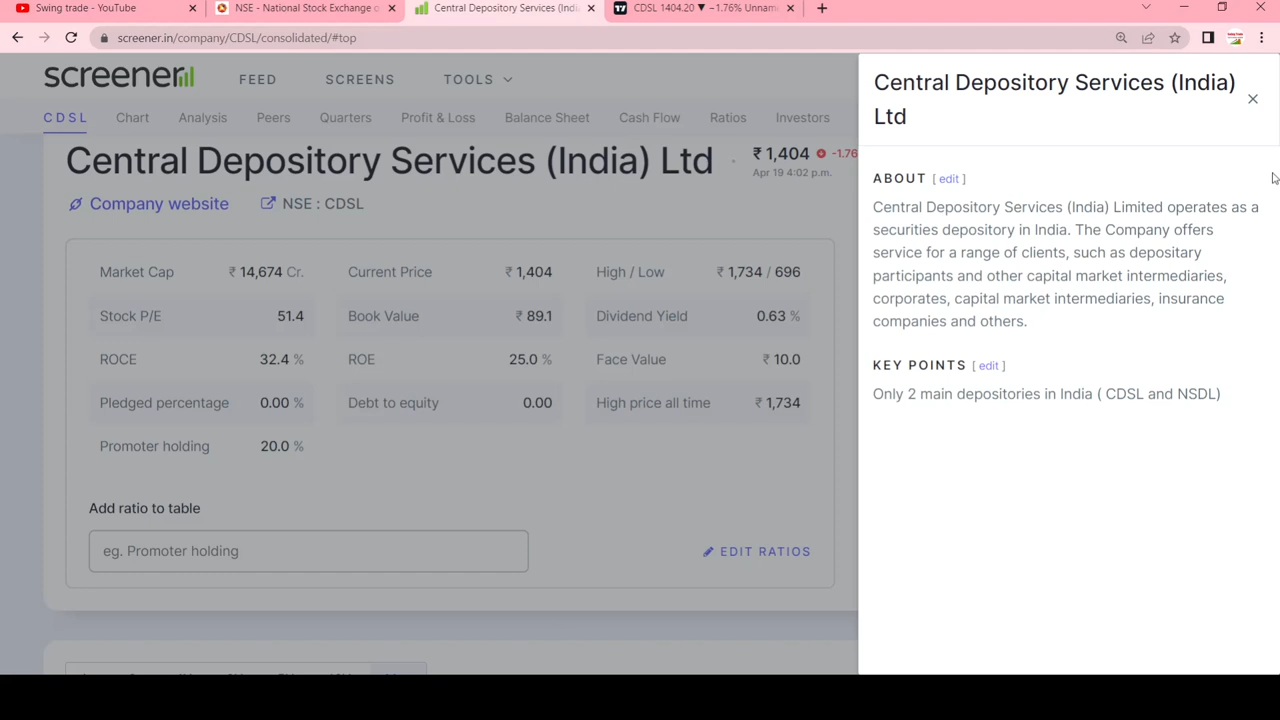 Swing trade - YouTube
NSE - National Stock Exchange o
Central Depository Services (Indi
CDSL 1404.20 ▼ −1.76% Unnam
screener.in/company/CDSL/consolidated/#top
screener
FEED
SCREENS
TOOLS
CDSL
Chart
Analysis
Peers
Quarters
Profit & Loss
Balance Sheet
Cash Flow
Ratios
Investors
Central Depository Services (India) Ltd
₹ 1,404
-1.76
Apr 19 4:02 p.m.
Company website
NSE : CDSL
Market Cap ₹ 14,674 Cr.
Current Price ₹ 1,404
High / Low ₹ 1,734 / 696
Stock P/E 51.4
Book Value ₹ 89.1
Dividend Yield 0.63 %
ROCE 32.4 %
ROE 25.0 %
Face Value ₹ 10.0
Pledged percentage 0.00 %
Debt to equity 0.00
High price all time ₹ 1,734
Promoter holding 20.0 %
Add ratio to table
eg. Promoter holding
EDIT RATIOS
Central Depository Services (India)
Ltd
ABOUT [ edit ]
Central Depository Services (India) Limited operates as a
securities depository in India. The Company offers
service for a range of clients, such as depositary
participants and other capital market intermediaries,
corporates, capital market intermediaries, insurance
companies and others.
KEY POINTS [ edit ]
Only 2 main depositories in India ( CDSL and NSDL)